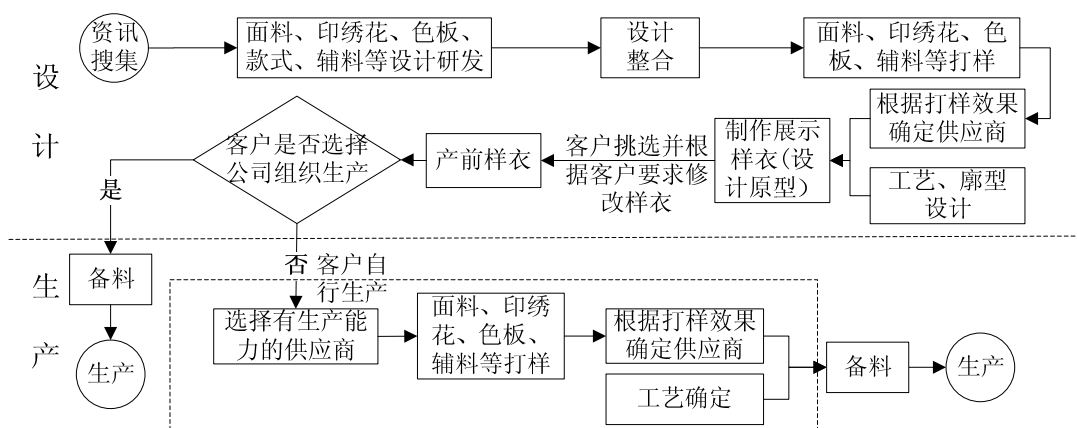 资讯
搜集
面料、印绣花、色板、
款式、辅料等设计研发
设计
整合
面料、印绣花、色
板、辅料等打样
设
计
根据打样效果
确定供应商
工艺、廓型
设计
制作展示
样衣(设
计原型）
客户挑选并根
据客户要求修
改样衣
产前样衣
客户是否选择
公司组织生产
是
否
客户自
行生产
生
产
备料
生产
选择有生产能
力的供应商
面料、印绣
花、色板、
辅料等打样
根据打样效果
确定供应商
工艺确定
备料
生产